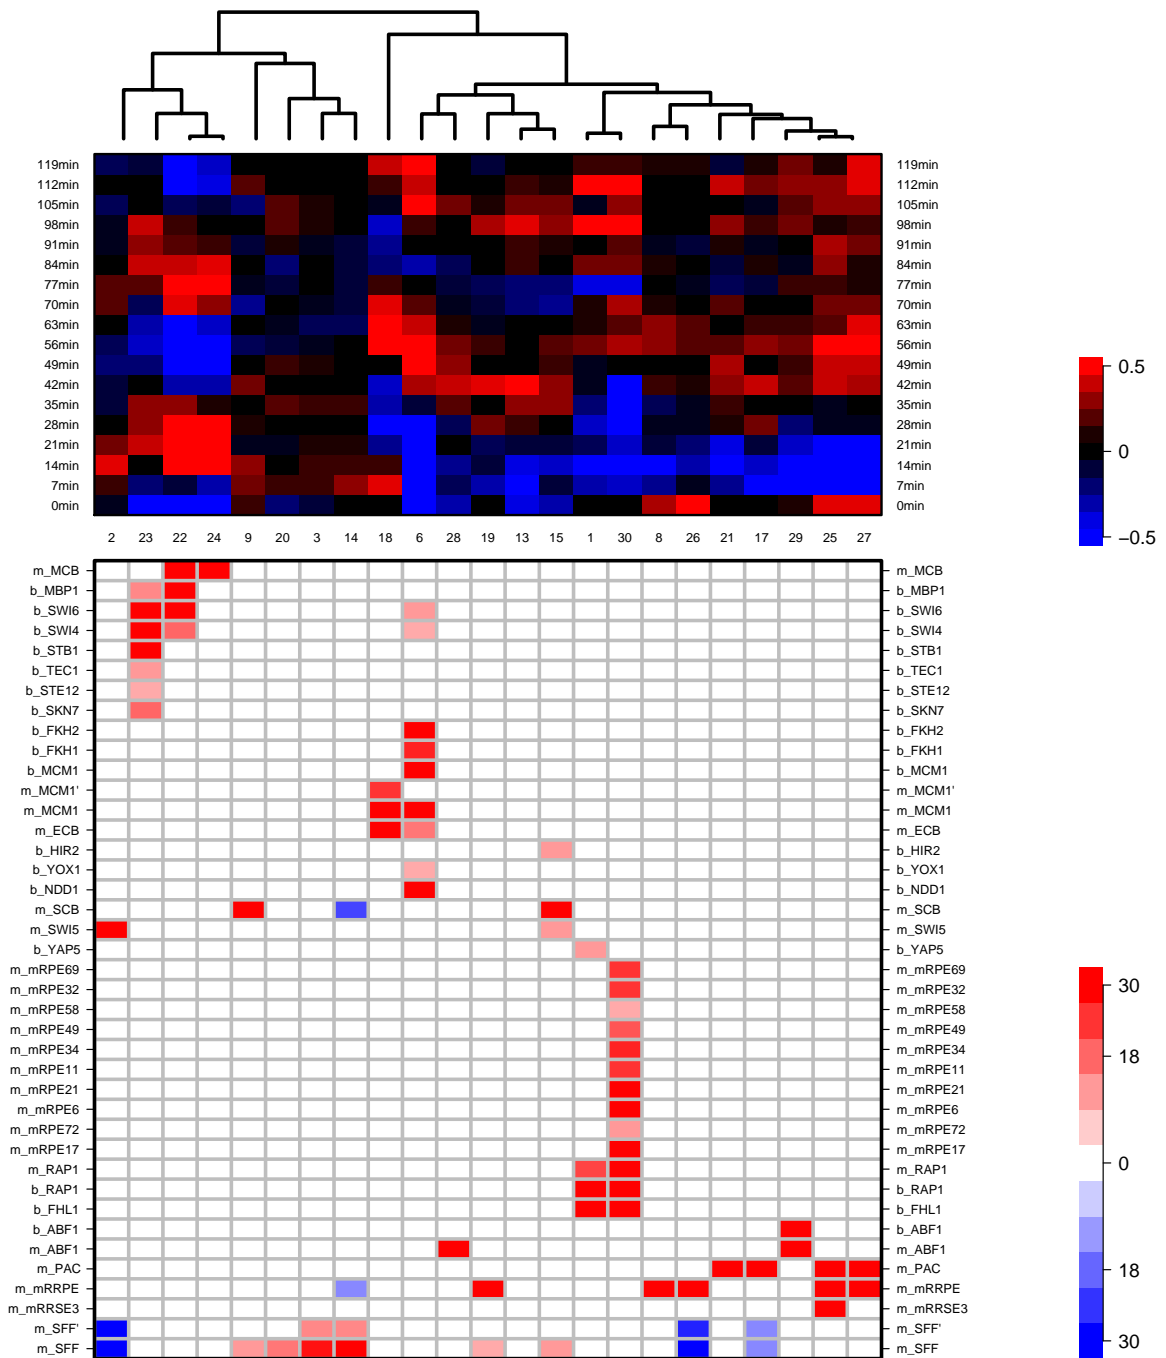 119min 119min
112min 112min
105min 105min
98min 98min
91min 91min
84min 84min
77min 77min
70min 70min
63min 63min
56min 56min
49min 49min
42min 42min
35min 35min
28min 28min
21min 21min
14min 14min
7min 7min
0min 0min
0.5
0
−0.5
2 23 22 24 9 20 3 14 18 6 28 19 13 15 1 30 8 26 21 17 29 25 27
m_MCB m_MCB
b_MBP1 b_MBP1
b_SWI6 b_SWI6
b_SWI4 b_SWI4
b_STB1 b_STB1
b_TEC1 b_TEC1
b_STE12 b_STE12
b_SKN7 b_SKN7
b_FKH2 b_FKH2
b_FKH1 b_FKH1
b_MCM1 b_MCM1
m_MCM1' m_MCM1'
m_MCM1 m_MCM1
m_ECB m_ECB
b_HIR2 b_HIR2
b_YOX1 b_YOX1
b_NDD1 b_NDD1
m_SCB m_SCB
m_SWI5 m_SWI5
b_YAP5 b_YAP5
m_mRPE69 m_mRPE69
m_mRPE32 m_mRPE32
m_mRPE58 m_mRPE58
m_mRPE49 m_mRPE49
m_mRPE34 m_mRPE34
m_mRPE11 m_mRPE11
m_mRPE21 m_mRPE21
m_mRPE6 m_mRPE6
m_mRPE72 m_mRPE72
m_mRPE17 m_mRPE17
m_RAP1 m_RAP1
b_RAP1 b_RAP1
b_FHL1 b_FHL1
b_ABF1 b_ABF1
m_ABF1 m_ABF1
m_PAC m_PAC
m_mRRPE m_mRRPE
m_mRRSE3 m_mRRSE3
m_SFF' m_SFF'
m_SFF m_SFF
30
18
0
18
30